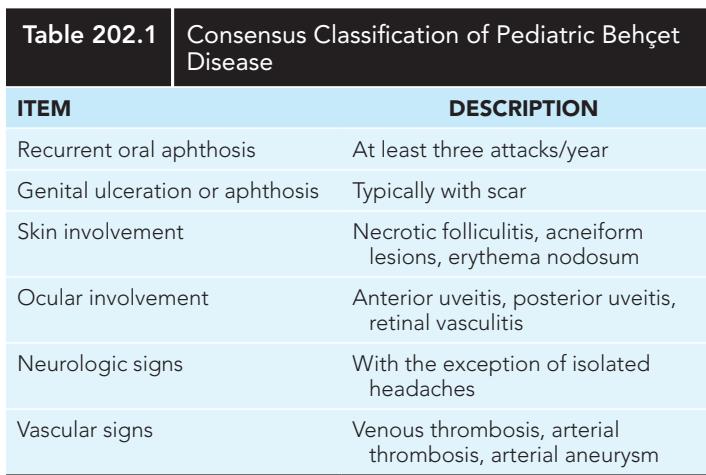 Table 202.1 Consensus Classification of Pediatric Behçet
Disease
ITEM DESCRIPTION
Recurrent oral aphthosis At least three attacks/year
Genital ulceration or aphthosis Typically with scar
Skin involvement Necrotic folliculitis, acneiform
lesions, erythema nodosum
Ocular involvement Anterior uveitis, posterior uveitis,
retinal vasculitis
Neurologic signs With the exception of isolated
headaches
Vascular signs Venous thrombosis, arterial
thrombosis, arterial aneurysm